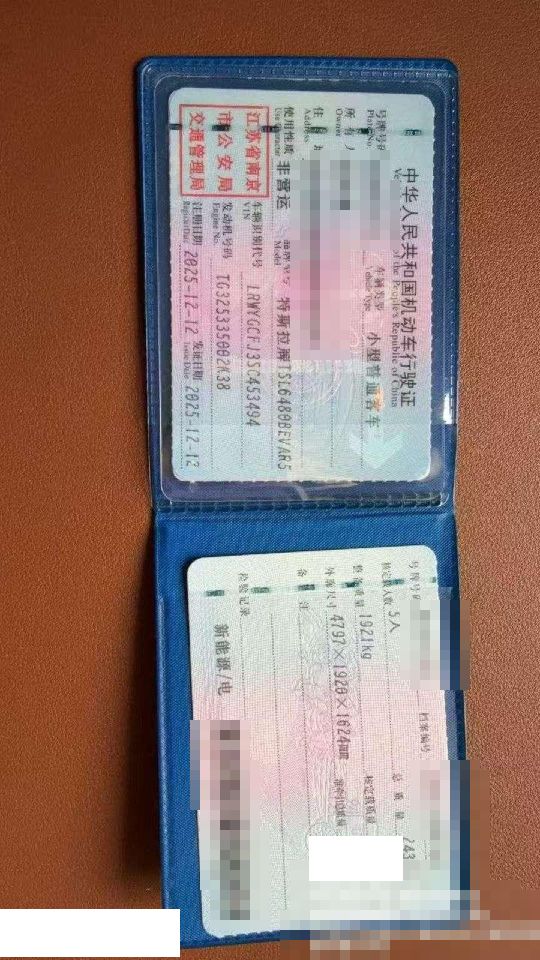 中华人民共和国机动车行驶证
of the People's Republic of China
号牌号码
Plate No.
车辆类型
Vehicle Type
小型普通客车
所有人
Owner
住
Address
使用性质
非营运
品牌型号
Model
特斯拉牌TSL6480BEVAR5
江苏省南京
市公安局
交通管理局
车辆识别代号
VIN
LRWYGCFJ3SC453494
发动机号码
Engine No.
TG325335002K38
注册日期
Register Date
2025-12-12
发证日期
Issue Date
2025-12-12
号牌号码
档案编号
核定载人数
5人
总质量
243
整备质量
1921kg
核定载质量
外廓尺寸
4797×1920×1624
准牵引总质量
备注
检验记录
新能源/电